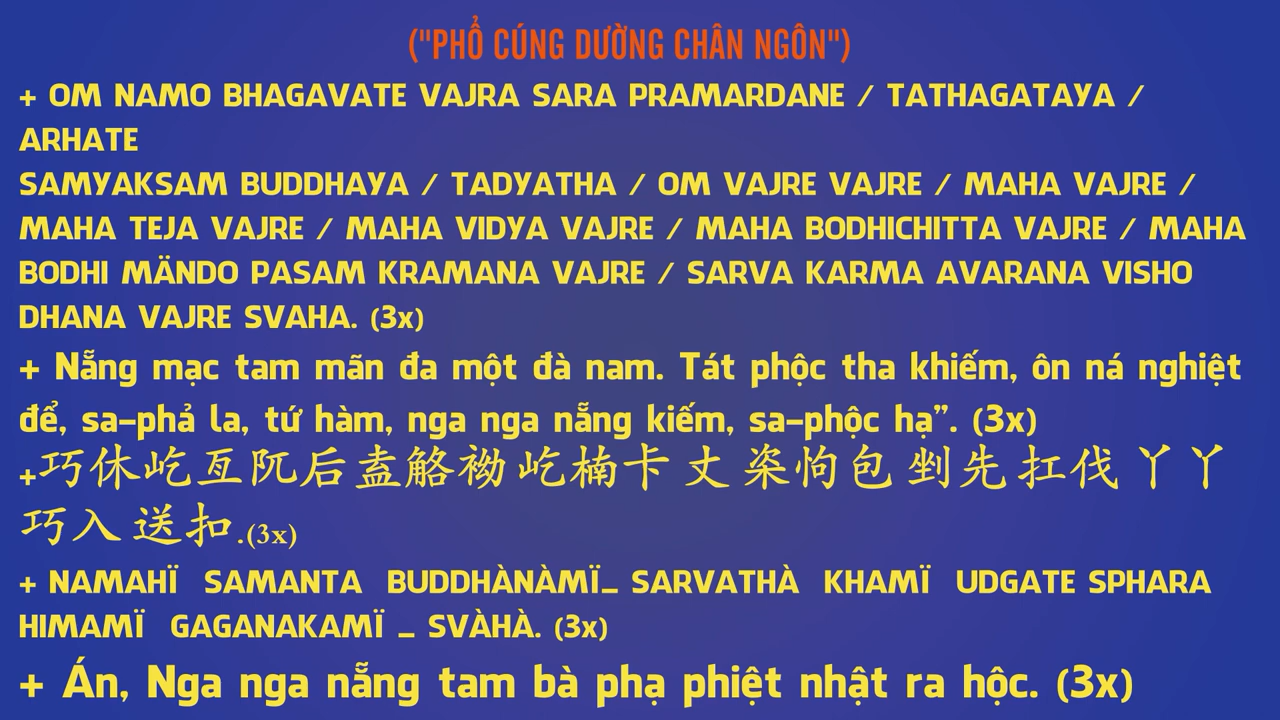 ("PHỔ CÚNG DƯỜNG CHÂN NGÔN")
+ OM NAMO BHAGAVATE VAJRA SARA PRAMARDANE / TATHAGATAYA /
ARHATE
SAMYAKSAM BUDDHAYA / TADYATHA / OM VAJRE VAJRE / MAHA VAJRE /
MAHA TEJA VAJRE / MAHA VIDYA VAJRE / MAHA BODHICHITTA VAJRE / MAHA
BODHI MÄNDO PASAM KRAMANA VAJRE / SARVA KARMA AVARANA VISHO
DHANA VAJRE SVAHA. (3x)
+ Nẵng mạc tam mãn đa một đà nam. Tát phộc tha khiếm, ôn ná nghiệt
để, sa-phả la, tứ hàm, nga nga nẵng kiếm, sa-phộc hạ”. (3x)
+巧休屹亙阢后盍觡袎屹楠卡丈楶怐包剉先扛伐丫丫
巧入送扣.(3x)
+ NAMAHÏ SAMANTA BUDDHÀNÀMÏ_ SARVATHÀ KHAMÏ UDGATE SPHARA
HIMAMÏ GAGANAKAMÏ _ SVÀHÀ. (3x)
+ Án, Nga nga nẵng tam bà phạ phiệt nhật ra hộc. (3x)